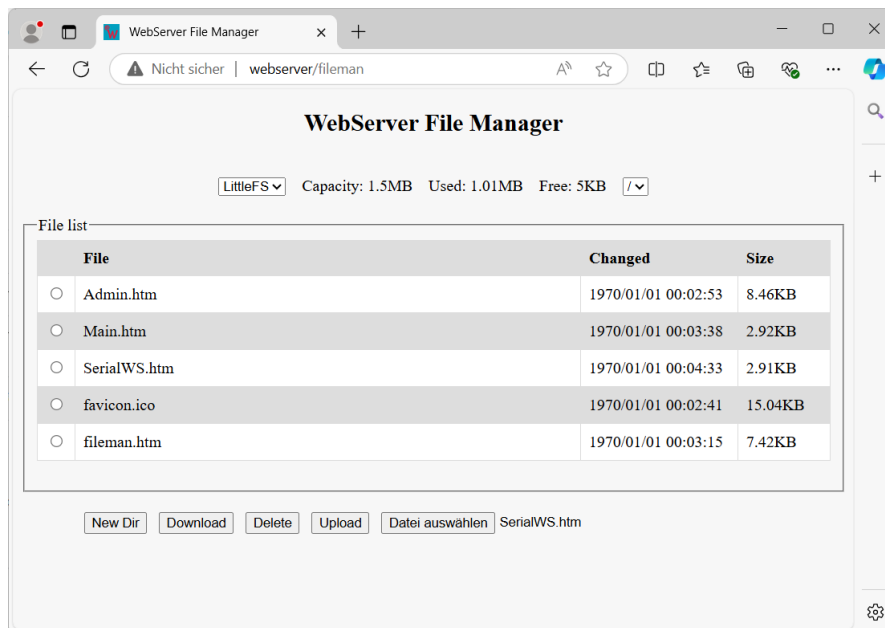 WebServer File Manager
Nicht sicher | webserver/fileman
WebServer File Manager
LittleFS Capacity: 1.5MB Used: 1.01MB Free: 5KB /
File list
File Changed Size
Admin.htm 1970/01/01 00:02:53 8.46KB
Main.htm 1970/01/01 00:03:38 2.92KB
SerialWS.htm 1970/01/01 00:04:33 2.91KB
favicon.ico 1970/01/01 00:02:41 15.04KB
fileman.htm 1970/01/01 00:03:15 7.42KB
New Dir Download Delete Upload Datei auswählen SerialWS.htm